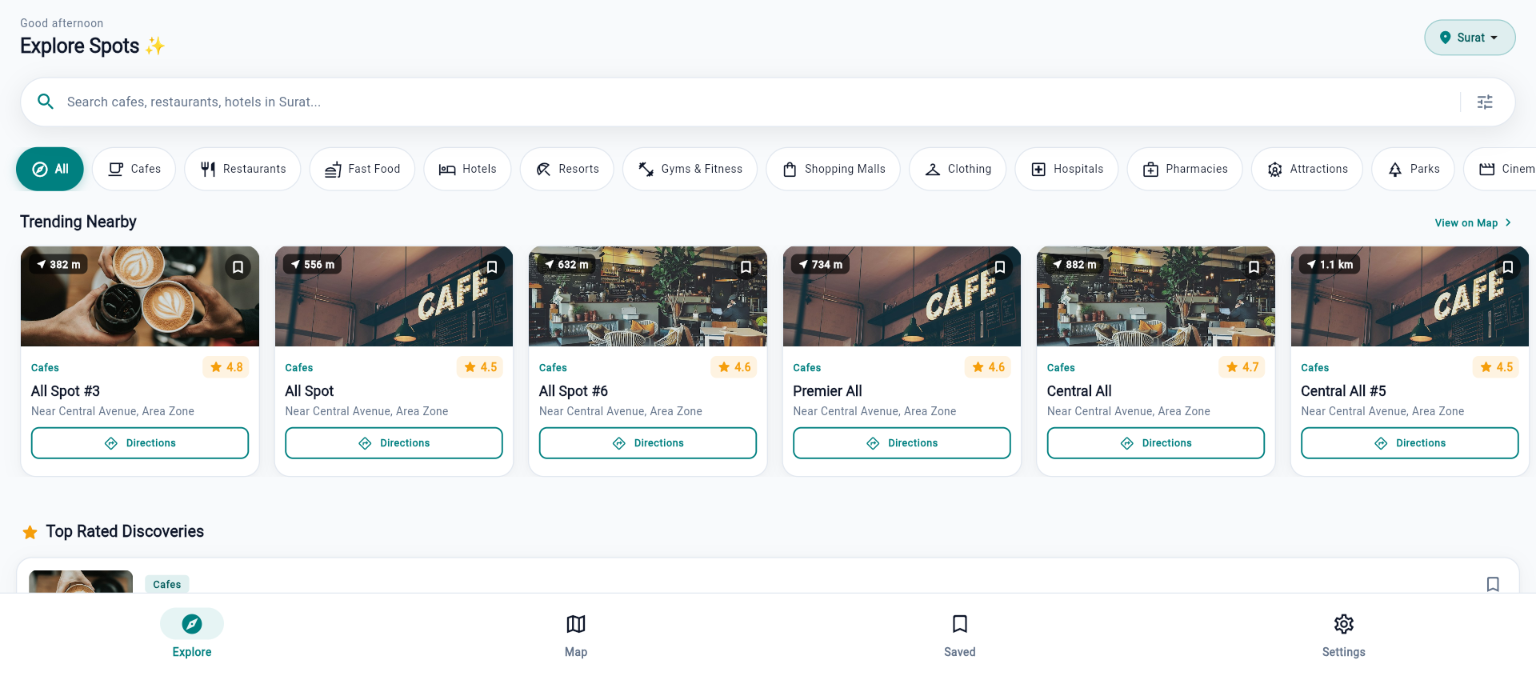 Good afternoon
Explore Spots ✨
Surat
Search cafes, restaurants, hotels in Surat...
All
Cafes
Restaurants
Fast Food
Hotels
Resorts
Gyms & Fitness
Shopping Malls
Clothing
Hospitals
Pharmacies
Attractions
Parks
Cinem
Trending Nearby
View on Map
382 m
Cafes
4.8
All Spot #3
Near Central Avenue, Area Zone
Directions
556 m
CAFE
Cafes
4.5
All Spot
Near Central Avenue, Area Zone
Directions
632 m
Cafes
4.6
All Spot #6
Near Central Avenue, Area Zone
Directions
734 m
CAFE
Cafes
4.6
Premier All
Near Central Avenue, Area Zone
Directions
882 m
Cafes
4.7
Central All
Near Central Avenue, Area Zone
Directions
1.1 km
CAFE
Cafes
4.5
Central All #5
Near Central Avenue, Area Zone
Directions
Top Rated Discoveries
Cafes
Explore
Map
Saved
Settings